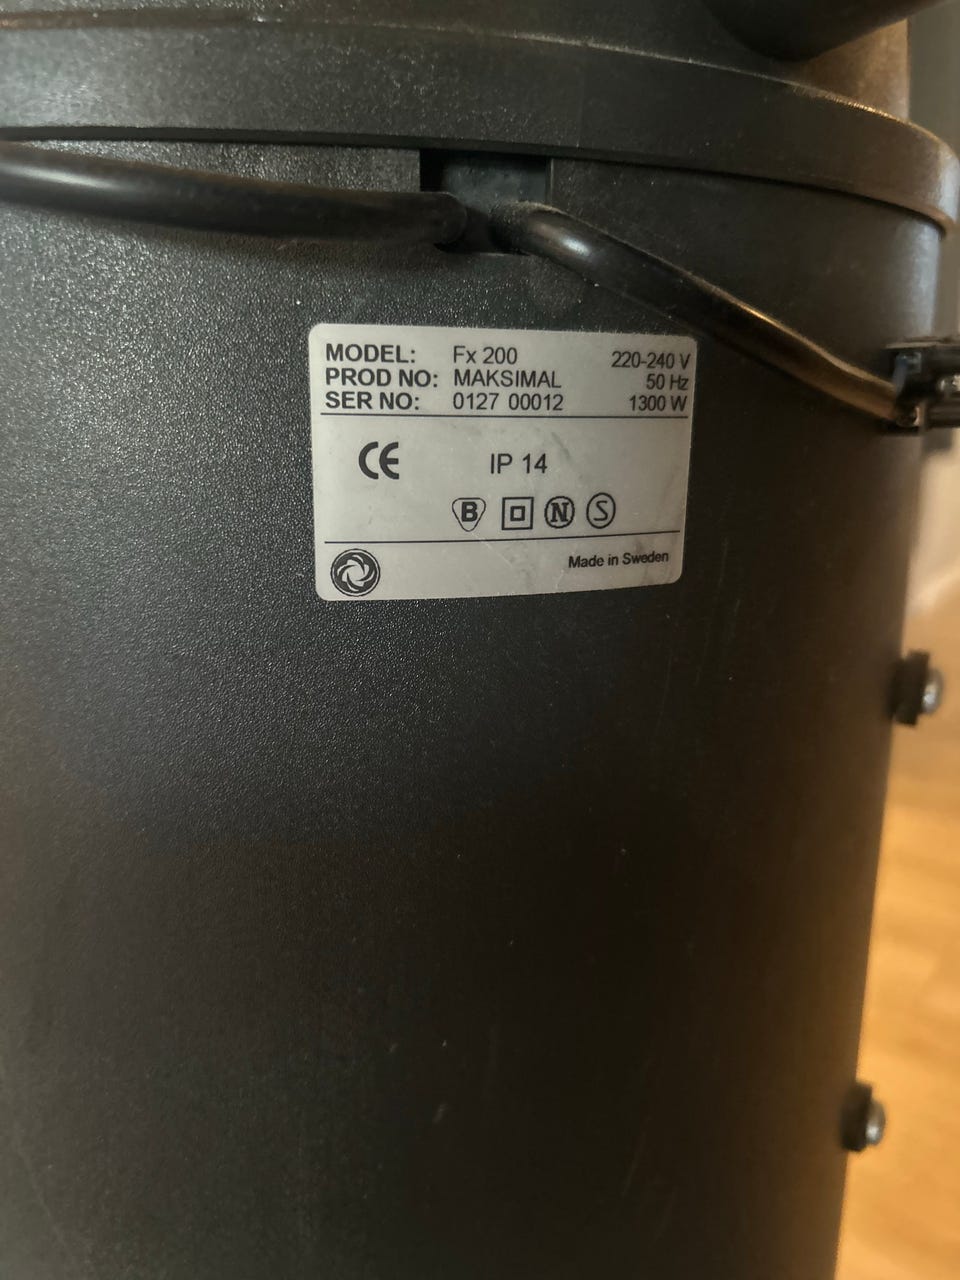 MODEL: Fx 200 220-240 V
PROD NO: MAKSIMAL 50 Hz
SER NO: 0127 00012 1300 W
CE IP 14
B N S
Made in Sweden